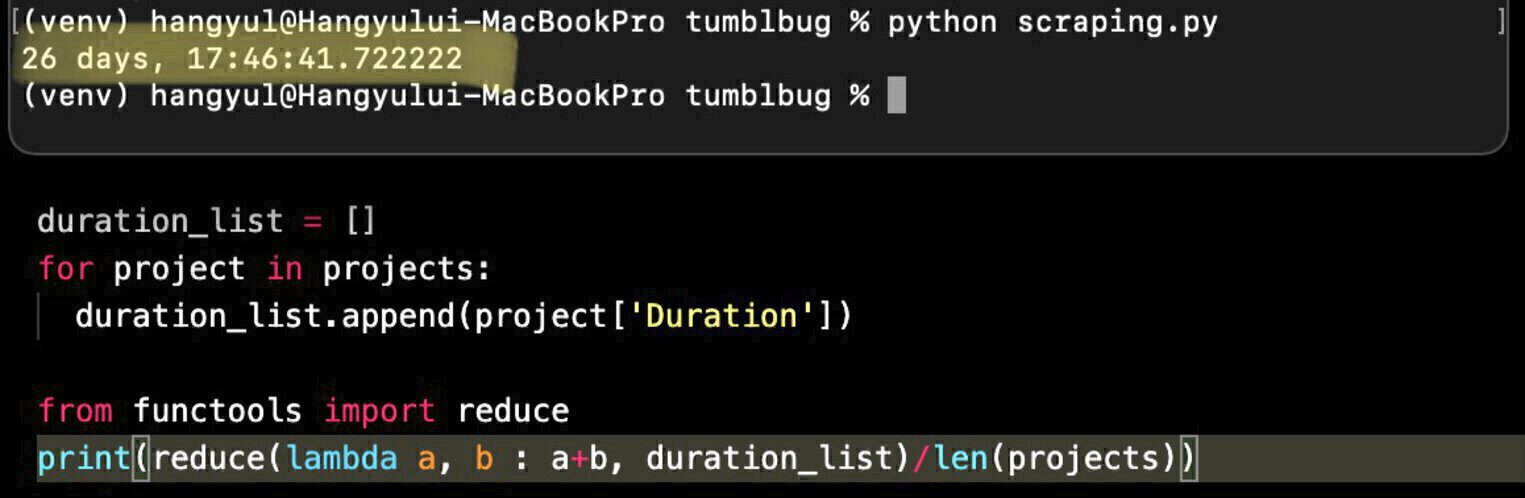 [(venv) hangyul@Hangyului-MacBookPro tumblbug % python scraping.py ]
26 days, 17:46:41.722222
(venv) hangyul@Hangyului-MacBookPro tumblbug %
duration_list = []
for project in projects:
  duration_list.append(project['Duration'])
from functools import reduce
print(reduce(lambda a, b : a+b, duration_list)/len(projects))